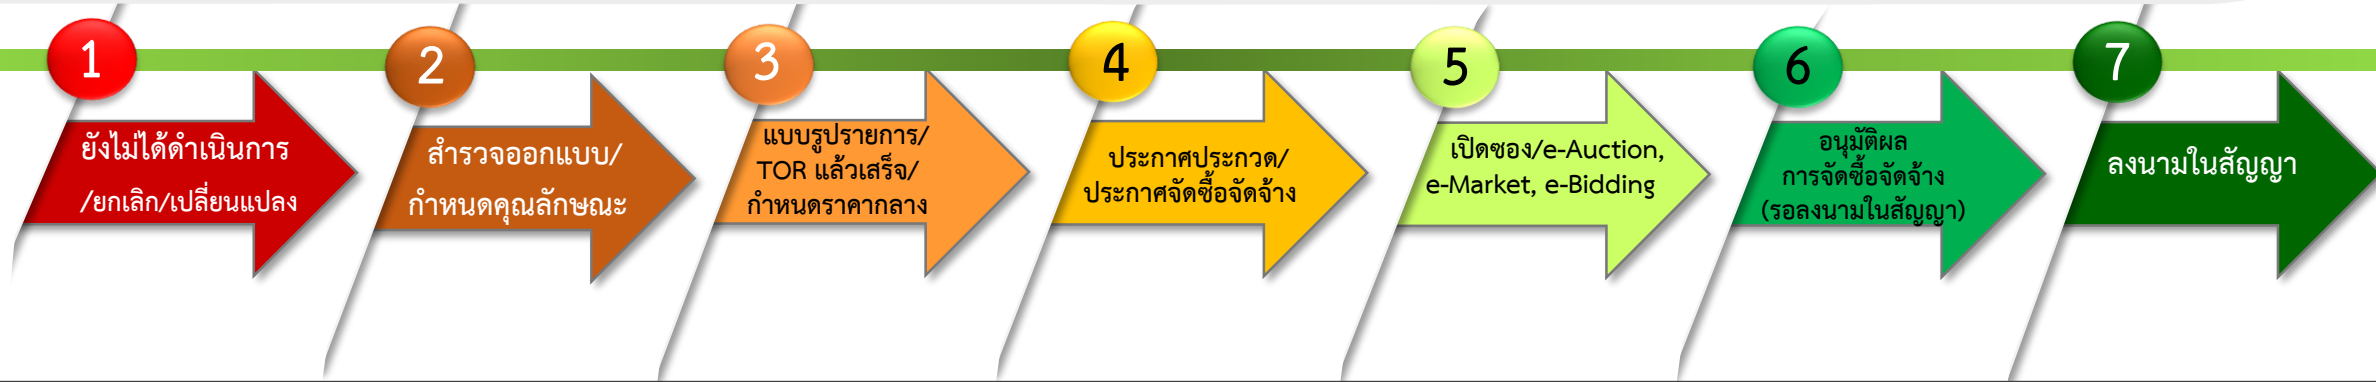 1
ยังไม่ได้ดำเนินการ
/ยกเลิก/เปลี่ยนแปลง
2
สำรวจออกแบบ/
กำหนดคุณลักษณะ
3
แบบรูปรายการ/
TOR แล้วเสร็จ/
กำหนดราคากลาง
4
ประกาศประกวด/
ประกาศจัดซื้อจัดจ้าง
5
เปิดซอง/e-Auction,
e-Market, e-Bidding
6
อนุมัติผล
การจัดซื้อจัดจ้าง
(รอลงนามในสัญญา)
7
ลงนามในสัญญา